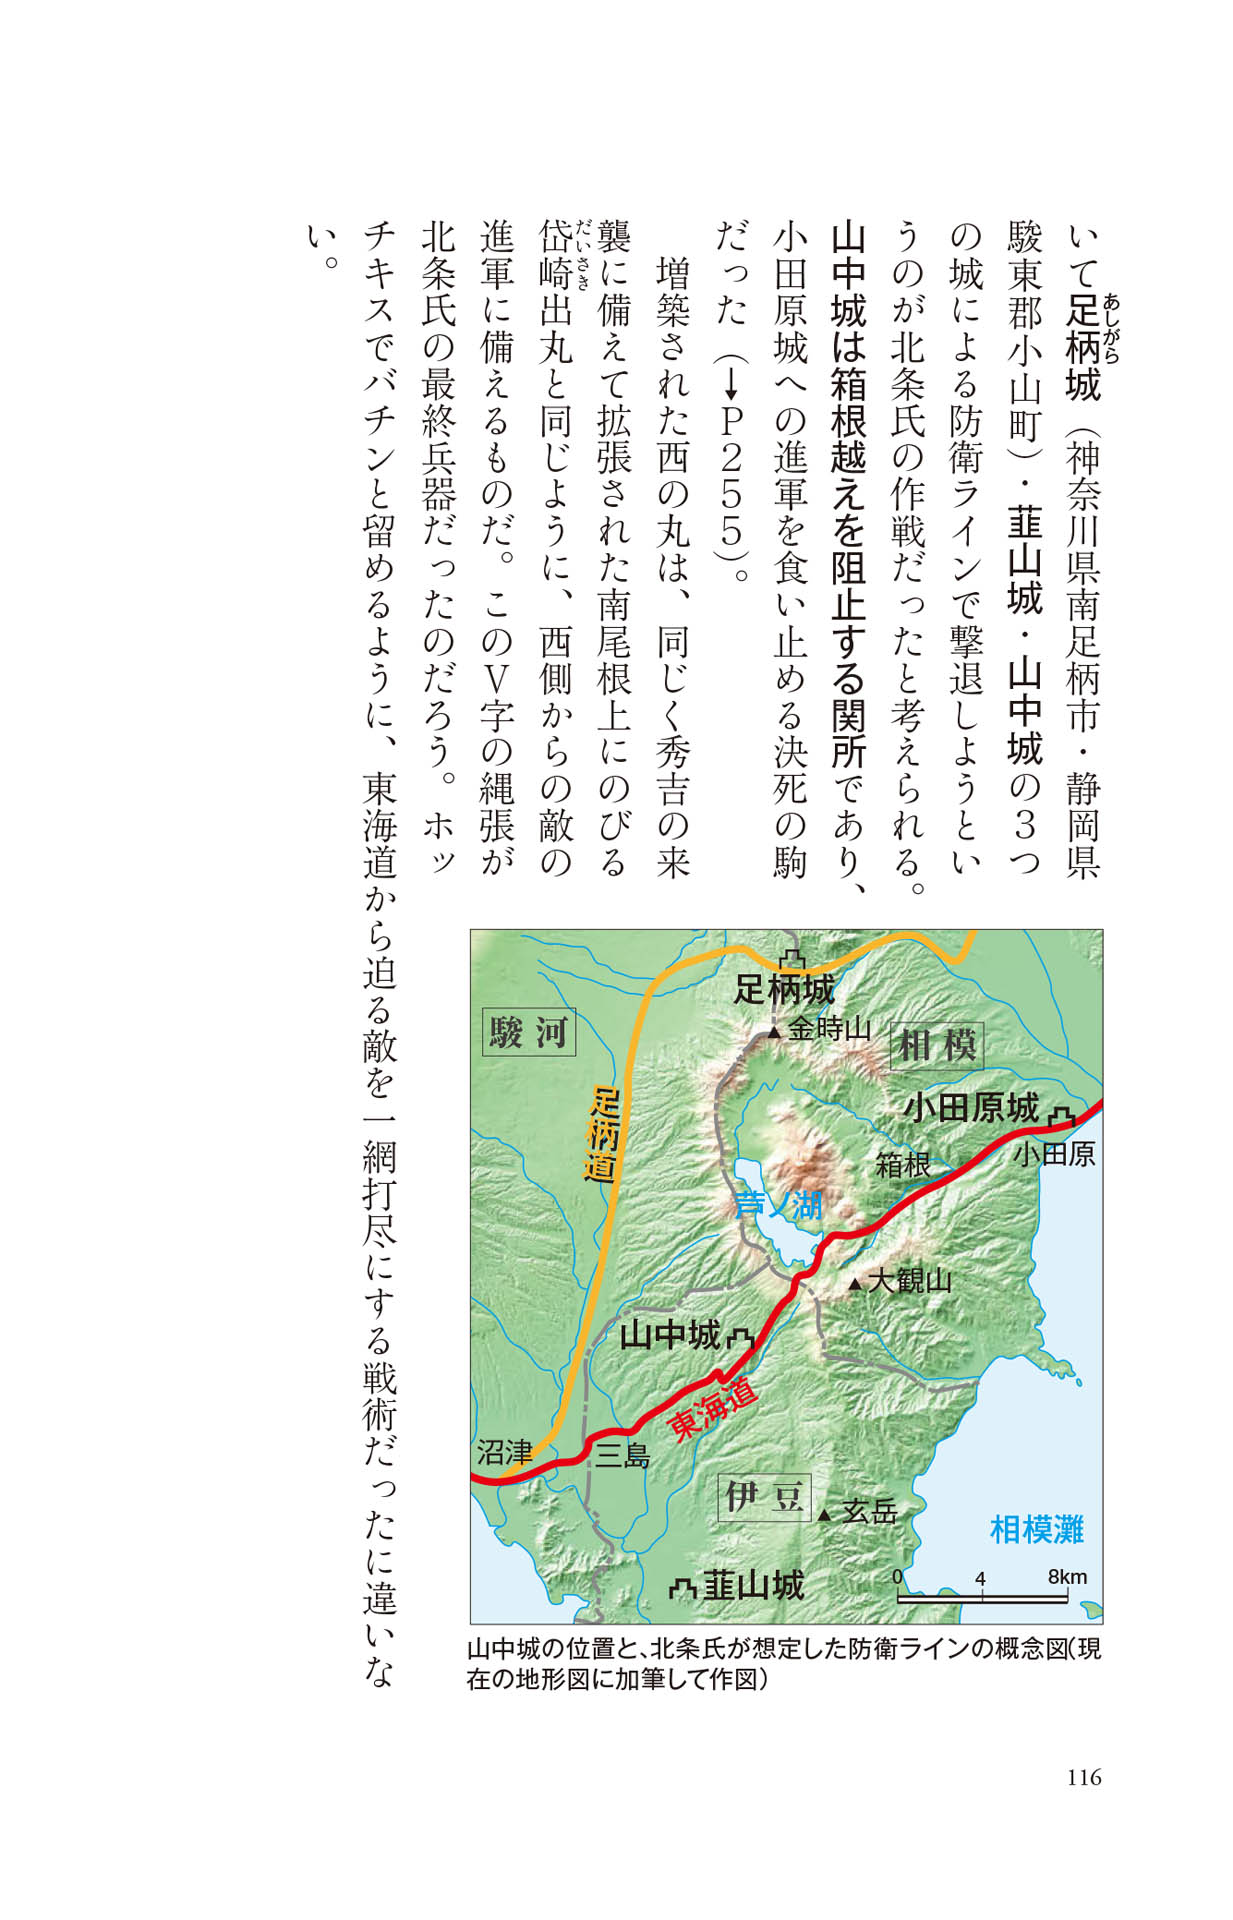 いて足柄城（神奈川県南足柄市・静岡県
あしがら
駿東郡小山町）・韮山城・山中城の３つ
の城による防衛ラインで撃退しようとい
うのが北条氏の作戦だったと考えられる。
山中城は箱根越えを阻止する関所であり、
小田原城への進軍を食い止める決死の駒
だった（→Ｐ２５５）。
増築された西の丸は、同じく秀吉の来
襲に備えて拡張された南尾根上にのびる
岱崎出丸と同じように、西側からの敵の
だいさき
進軍に備えるものだ。このＶ字の縄張が
北条氏の最終兵器だったのだろう。ホッ
チキスでバチンと留めるように、東海道から迫る敵を一網打尽にする戦術だったに違いな
い。
足柄城
金時山
駿河
相模
足柄道
小田原城
小田原
箱根
芦ノ湖
大観山
山中城
東海道
沼津
三島
伊豆
玄岳
相模灘
韮山城
0 4 8km
山中城の位置と、北条氏が想定した防衛ラインの概念図（現
在の地形図に加筆して作図）
116